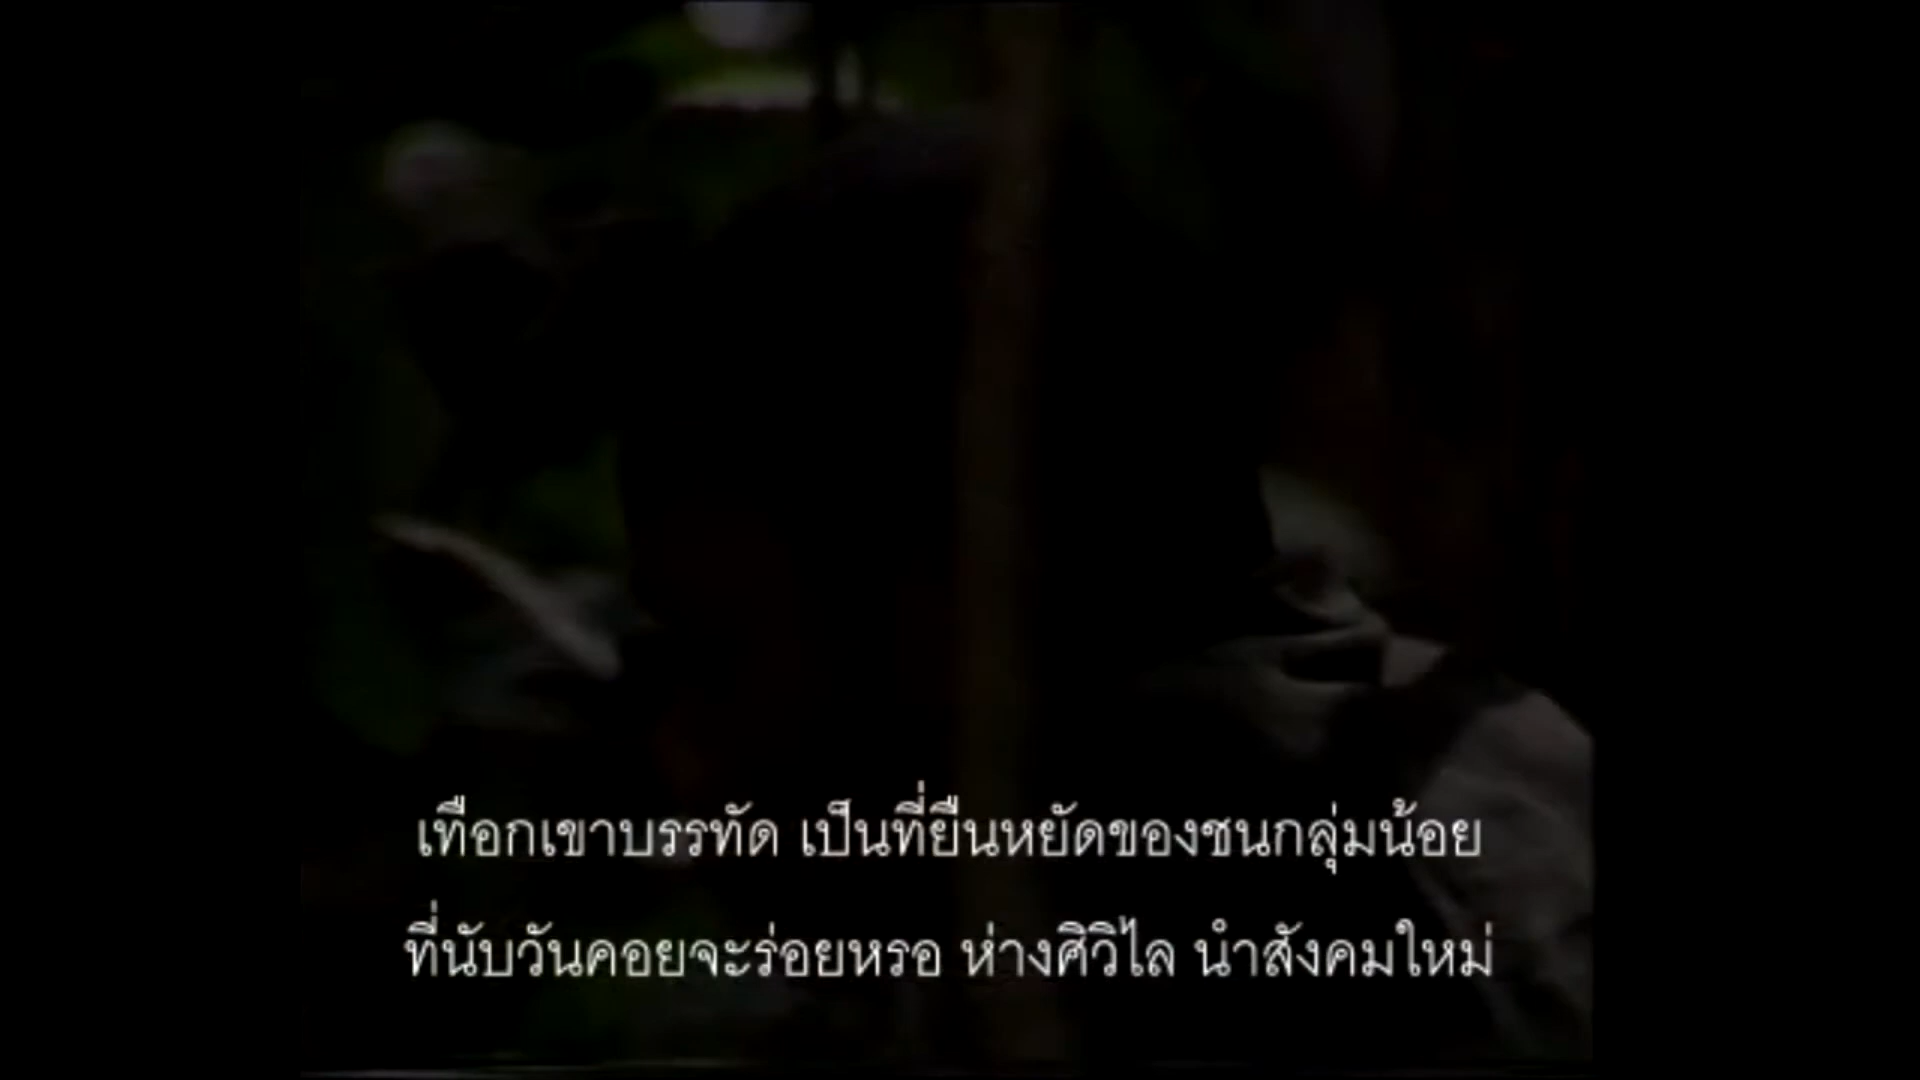 เทือกเขาบรรทัด เป็นที่ยืนหยัดของชนกลุ่มน้อย
ที่นับวันคอยจะร่อยหรอ ห่างศิวิไล นำสังคมใหม่